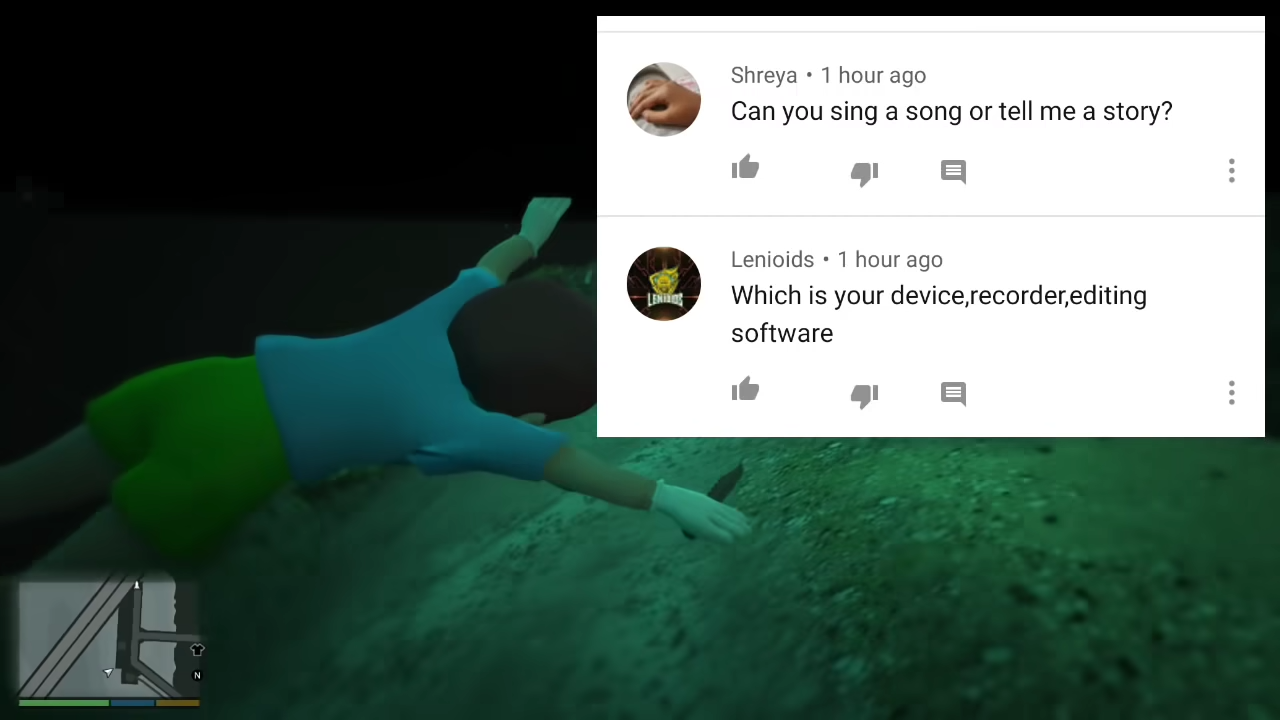 Shreya • 1 hour ago
Can you sing a song or tell me a story?
Lenioids • 1 hour ago
LENIOIDS
Which is your device,recorder,editing
software
N